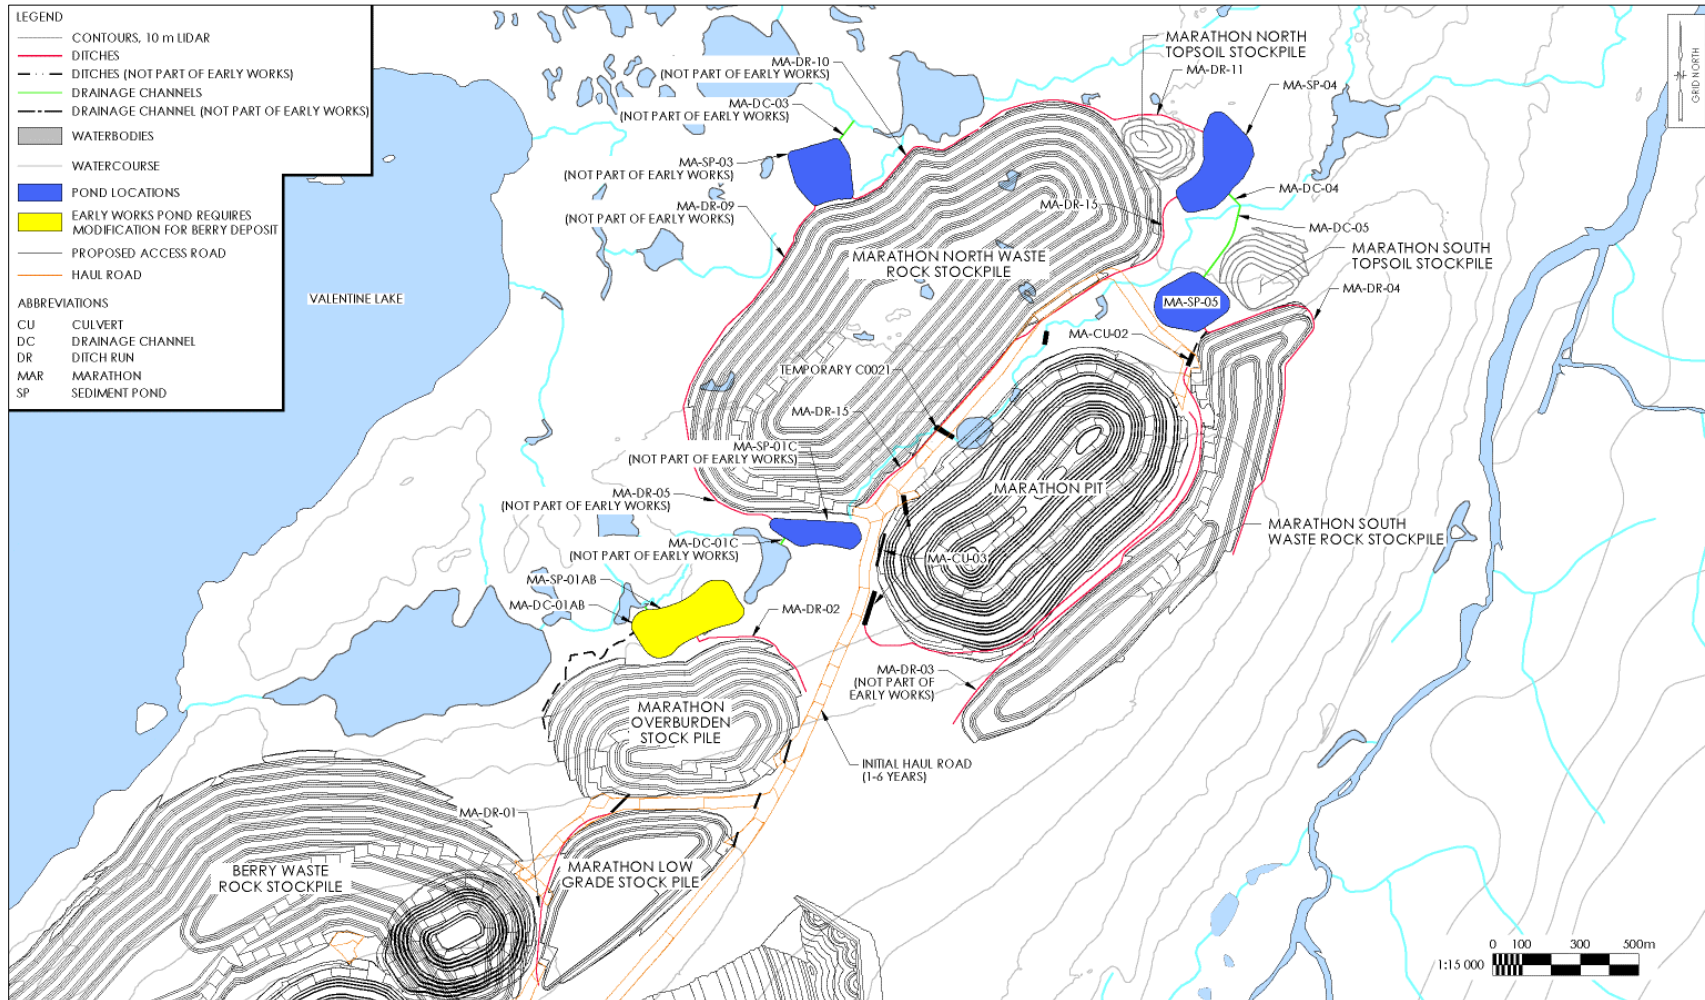 LEGEND
CONTOURS, 10 m LIDAR
DITCHES
DITCHES (NOT PART OF EARLY WORKS)
DRAINAGE CHANNELS
DRAINAGE CHANNEL (NOT PART OF EARLY WORKS)
WATERBODIES
WATERCOURSE
POND LOCATIONS
EARLY WORKS POND REQUIRES
MODIFICATION FOR BERRY DEPOSIT
PROPOSED ACCESS ROAD
HAUL ROAD
ABBREVIATIONS
CU CULVERT
DC DRAINAGE CHANNEL
DR DITCH RUN
MAR MARATHON
SP SEDIMENT POND
GRID NORTH
MARATHON NORTH
TOPSOIL STOCKPILE
MA-DR-11
MA-DR-10
(NOT PART OF EARLY WORKS)
MA-SP-04
MA-DC-03
(NOT PART OF EARLY WORKS)
MA-SP-03
(NOT PART OF EARLY WORKS)
MA-DC-04
MA-DR-09
(NOT PART OF EARLY WORKS)
MA-DR-15
MA-DC-05
MARATHON SOUTH
TOPSOIL STOCKPILE
MARATHON NORTH WASTE
ROCK STOCKPILE
MA-DR-04
VALENTINE LAKE
MA-SP-05
MA-CU-02
TEMPORARY C0021
MA-DR-15
MA-SP-01C
(NOT PART OF EARLY WORKS)
MARATHON PIT
MA-DR-05
(NOT PART OF EARLY WORKS)
MARATHON SOUTH
WASTE ROCK STOCKPILE
MA-DC-01C
(NOT PART OF EARLY WORKS)
MA-CU-03
MA-SP-01AB
MA-DC-01AB
MA-DR-02
MA-DR-03
(NOT PART OF
EARLY WORKS)
MARATHON
OVERBURDEN
STOCK PILE
INITIAL HAUL ROAD
(1-6 YEARS)
MA-DR-01
BERRY WASTE
ROCK STOCKPILE
MARATHON LOW
GRADE STOCK PILE
0 100 300 500m
1:15 000